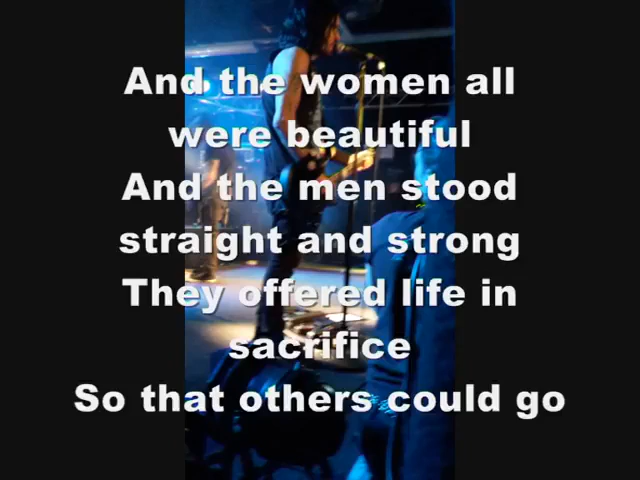 And the women all
were beautiful
And the men stood
straight and strong
They offered life in
sacrifice
So that others could go